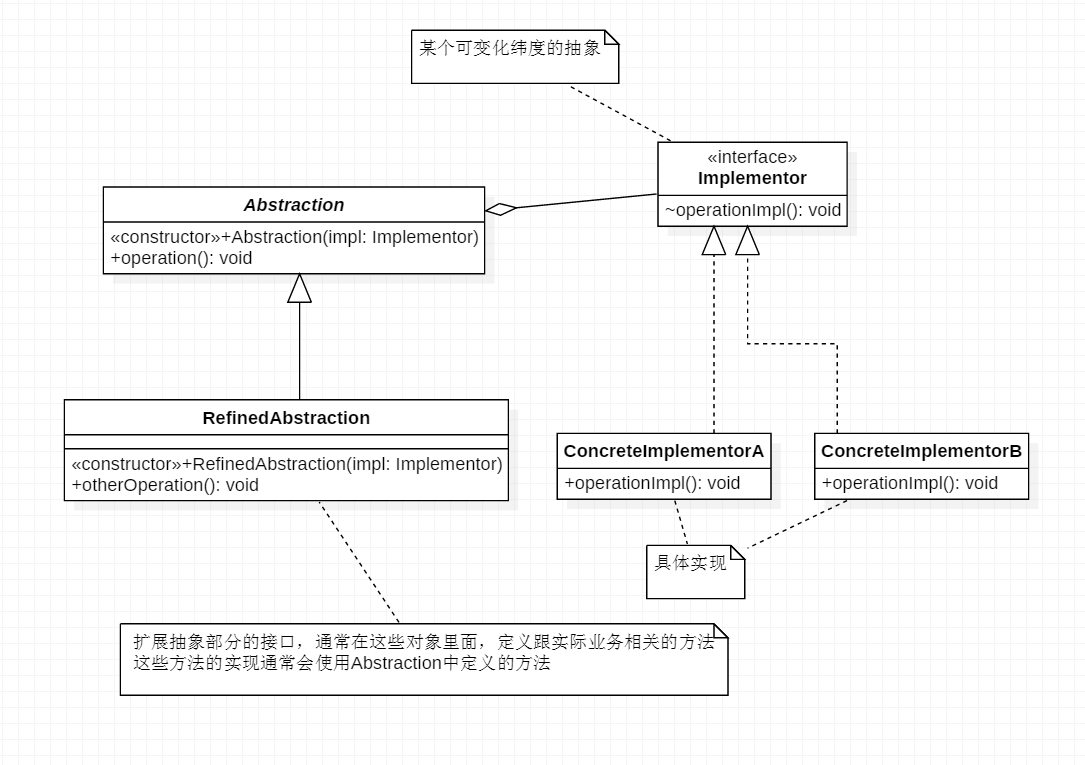 某个可变化纬度的抽象
«interface»
Implementor
~operationImpl(): void
Abstraction
«constructor»+Abstraction(impl: Implementor)
+operation(): void
RefinedAbstraction
«constructor»+RefinedAbstraction(impl: Implementor)
+otherOperation(): void
ConcreteImplementorA
+operationImpl(): void
ConcreteImplementorB
+operationImpl(): void
具体实现
扩展抽象部分的接口，通常在这些对象里面，定义跟实际业务相关的方法
这些方法的实现通常会使用Abstraction中定义的方法